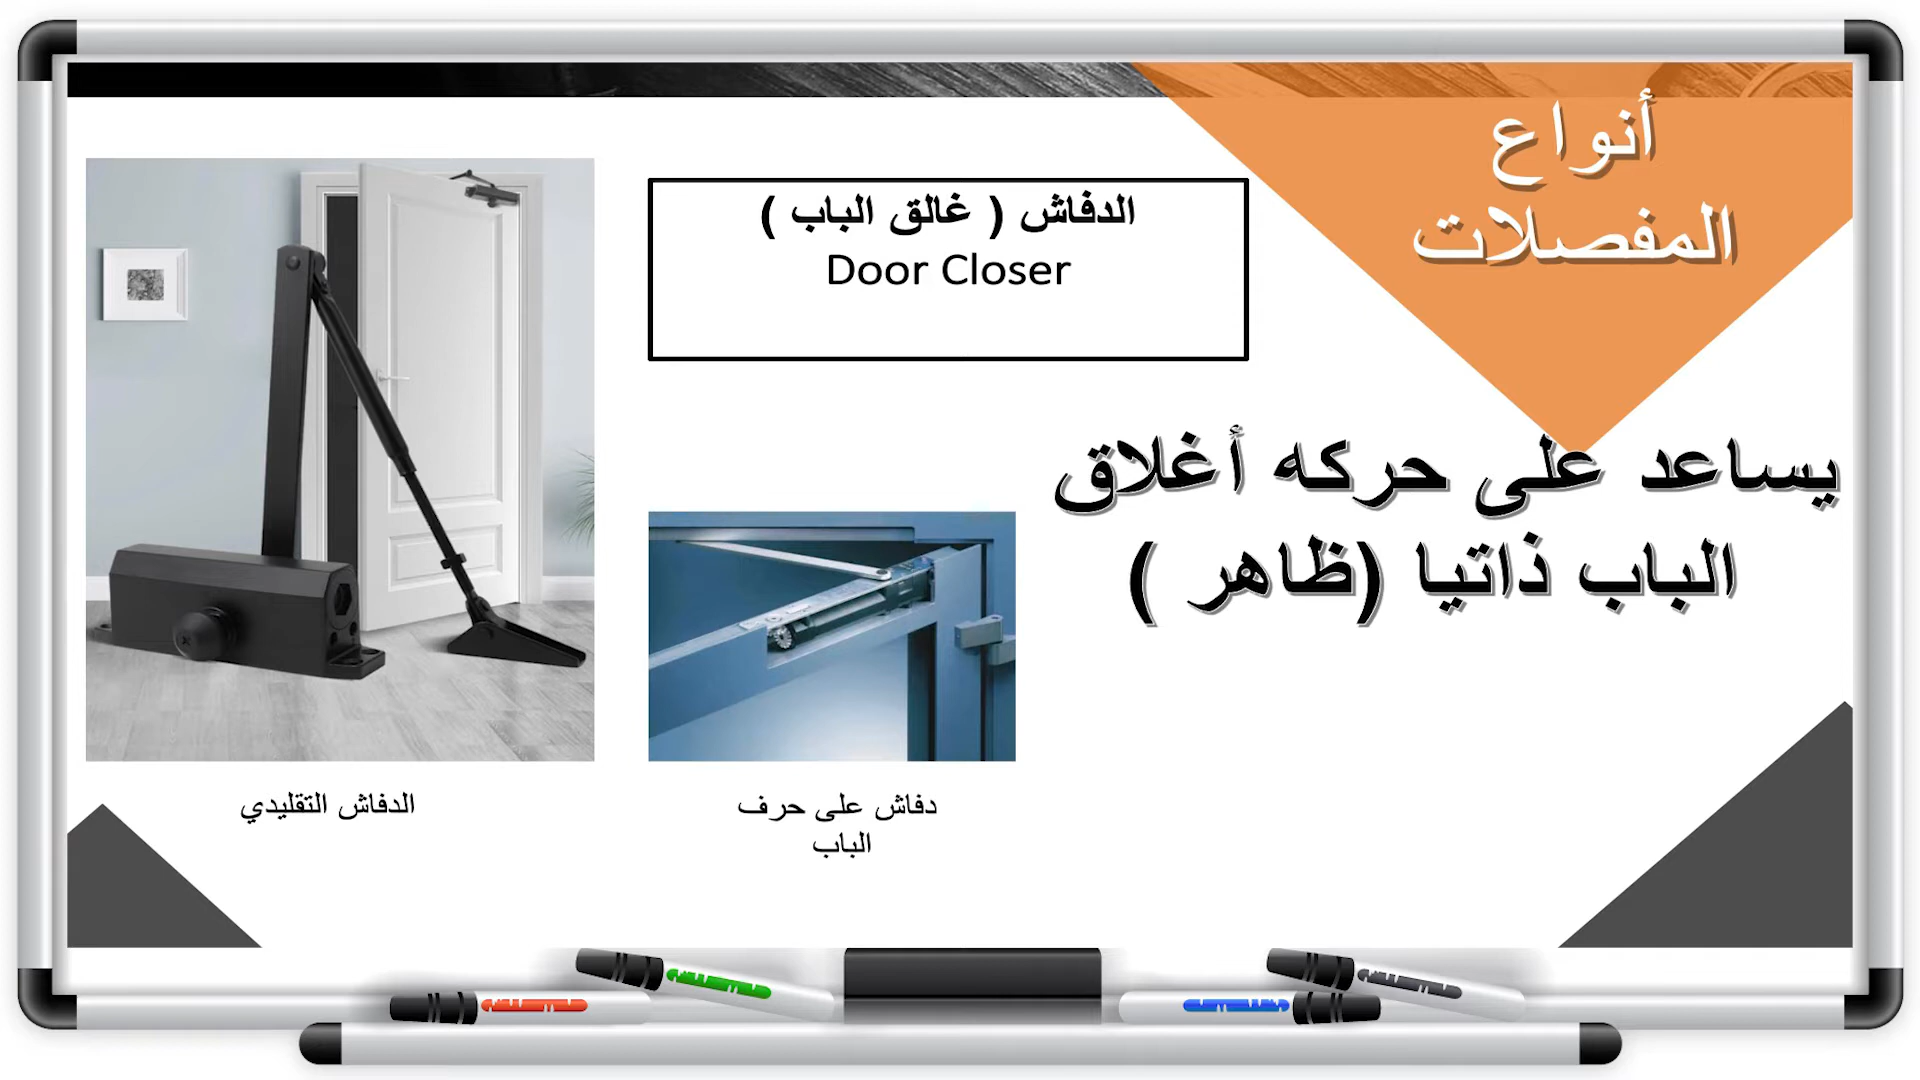 أنواع
المفصلات
الدفاش ( غالق الباب )
Door Closer
يساعد على حركه أغلاق
الباب ذاتيا (ظاهر )
دفاش على حرف
الباب
الدفاش التقليدي